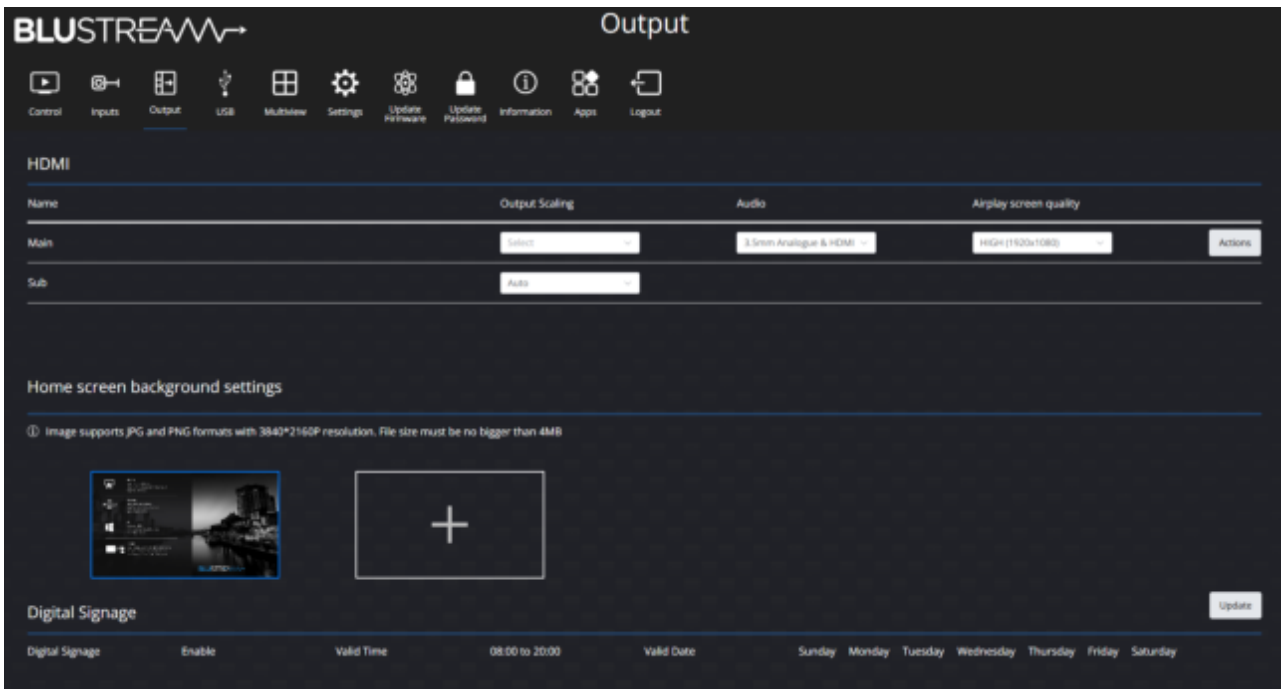 BLUSTREAM
Output
Control Inputs Output USB Multiview Settings Update Firmware Update Password Information Apps Logout
HDMI
Name Output Scaling Audio Airplay screen quality
Main Select 3.5mm Analogue & HDMI HIGH (1920x1080) Actions
Sub Auto
Home screen background settings
Image supports JPG and PNG formats with 3840*2160P resolution. File size must be no bigger than 4MB
BLUSTREAM
Digital Signage Update
Digital Signage Enable Valid Time 08:00 to 20:00 Valid Date Sunday Monday Tuesday Wednesday Thursday Friday Saturday